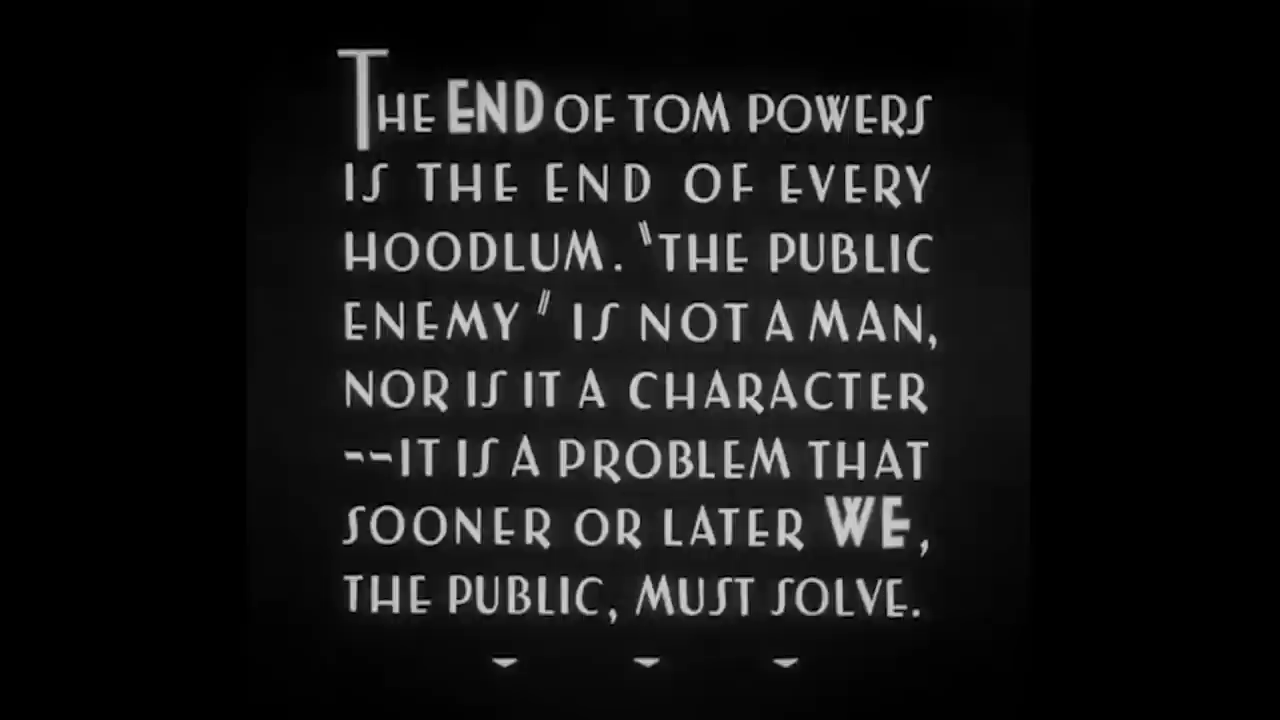 THE END OF TOM POWERS
IS THE END OF EVERY
HOODLUM. "THE PUBLIC
ENEMY" IS NOT A MAN,
NOR IS IT A CHARACTER
--IT IS A PROBLEM THAT
SOONER OR LATER WE,
THE PUBLIC, MUST SOLVE.